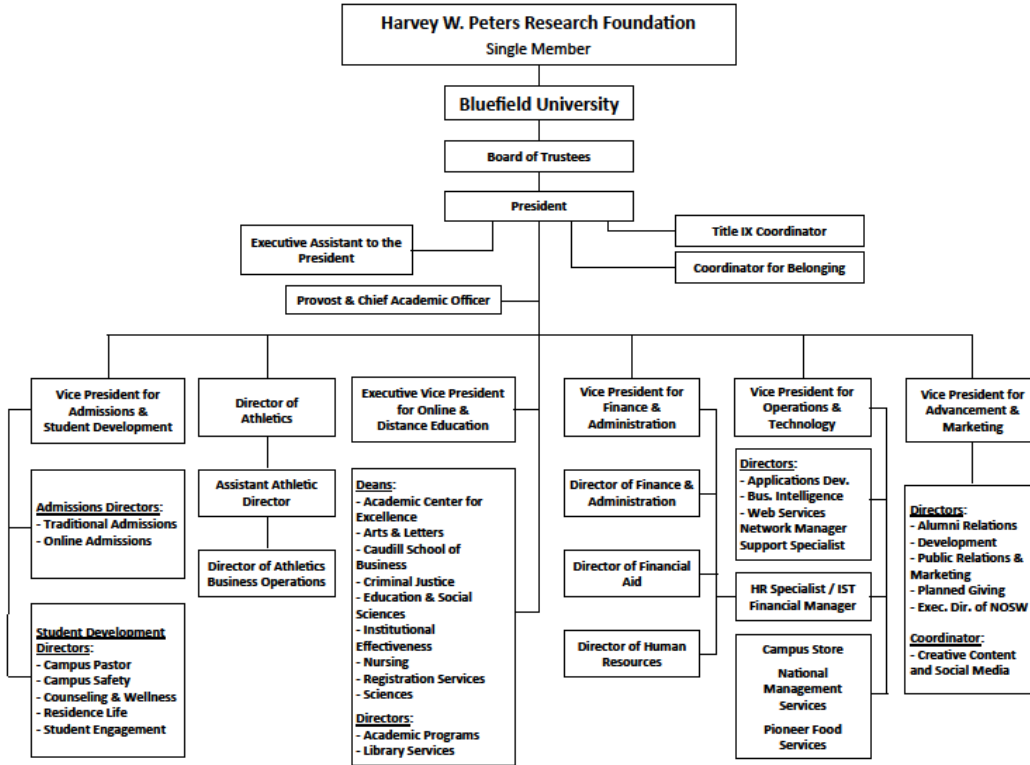 Harvey W. Peters Research Foundation
Single Member
Bluefield University
Board of Trustees
President
Executive Assistant to the
President
Title IX Coordinator
Coordinator for Belonging
Provost & Chief Academic Officer
Vice President for
Admissions &
Student Development
Director of
Athletics
Executive Vice President
for Online &
Distance Education
Vice President for
Finance &
Administration
Vice President for
Operations &
Technology
Vice President for
Advancement &
Marketing
Admissions Directors:
- Traditional Admissions
- Online Admissions
Student Development
Directors:
- Campus Pastor
- Campus Safety
- Counseling & Wellness
- Residence Life
- Student Engagement
Assistant Athletic
Director
Director of Athletics
Business Operations
Deans:
- Academic Center for
Excellence
- Arts & Letters
- Caudill School of
Business
- Criminal Justice
- Education & Social
Sciences
- Institutional
Effectiveness
- Nursing
- Registration Services
- Sciences
Directors:
- Academic Programs
- Library Services
Director of Finance &
Administration
Director of Financial
Aid
Director of Human
Resources
Directors:
- Applications Dev.
- Bus. Intelligence
- Web Services
Network Manager
Support Specialist
HR Specialist / IST
Financial Manager
Campus Store
National
Management
Services
Pioneer Food
Services
Directors:
- Alumni Relations
- Development
- Public Relations &
Marketing
- Planned Giving
- Exec. Dir. of NOSW
Coordinator:
- Creative Content
and Social Media